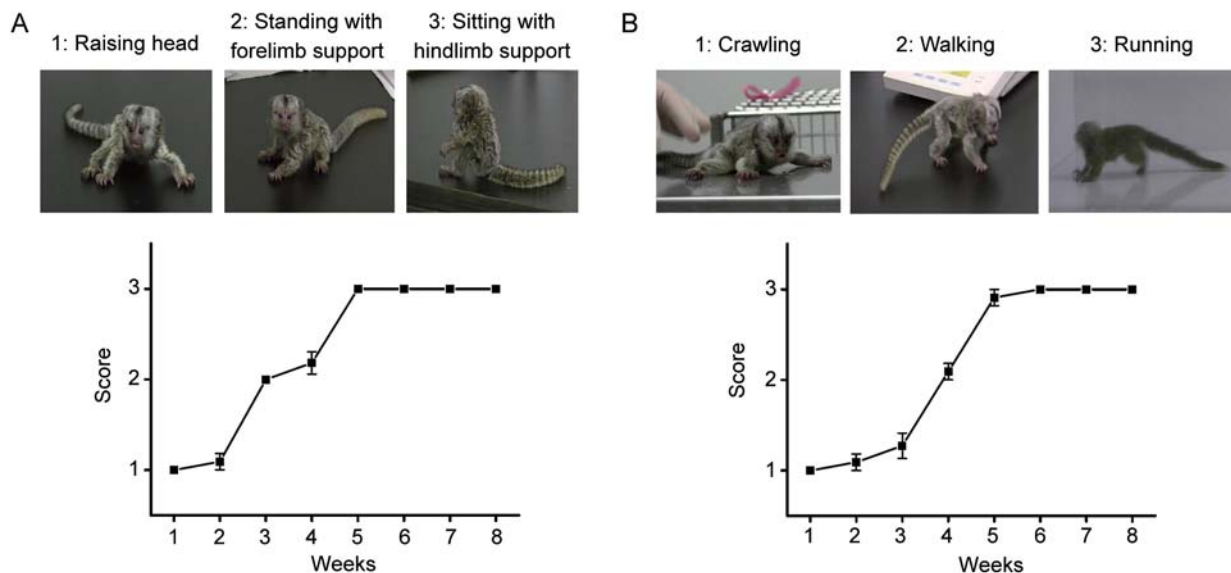 A
1: Raising head
2: Standing with
forelimb support
3: Sitting with
hindlimb support
3
2
1
Score
1 2 3 4 5 6 7 8
Weeks
B
1: Crawling
2: Walking
3: Running
3
2
1
Score
1 2 3 4 5 6 7 8
Weeks